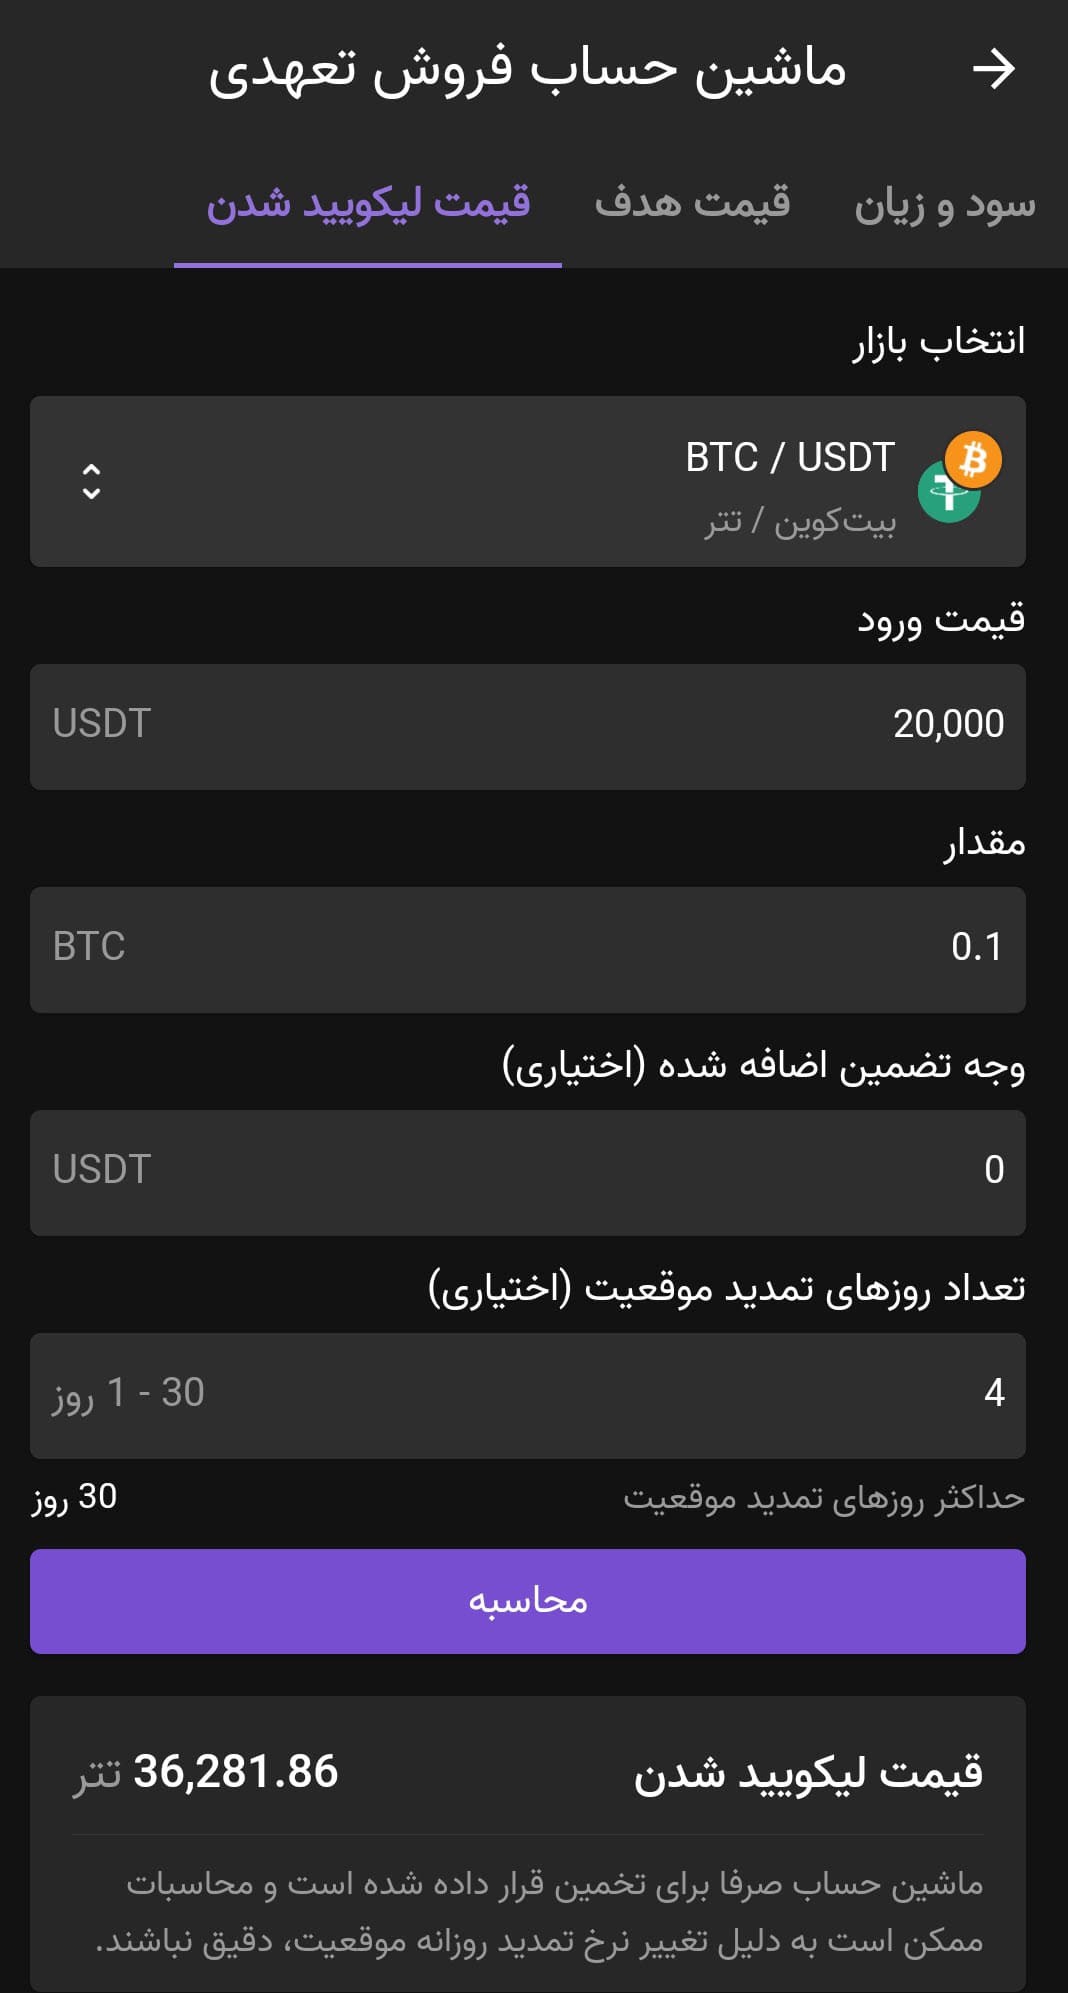 ماشین حساب فروش تعهدی
سود و زیان
قیمت هدف
قیمت لیکویید شدن
انتخاب بازار
BTC / USDT
بیت‌کوین / تتر
قیمت ورود
20,000
USDT
مقدار
0.1
BTC
وجه تضمین اضافه شده (اختیاری)
0
USDT
تعداد روزهای تمدید موقعیت (اختیاری)
4
1 - 30 روز
حداکثر روزهای تمدید موقعیت
30 روز
محاسبه
قیمت لیکویید شدن
36,281.86 تتر
ماشین حساب صرفا برای تخمین قرار داده شده است و محاسبات
ممکن است به دلیل تغییر نرخ تمدید روزانه موقعیت، دقیق نباشند.